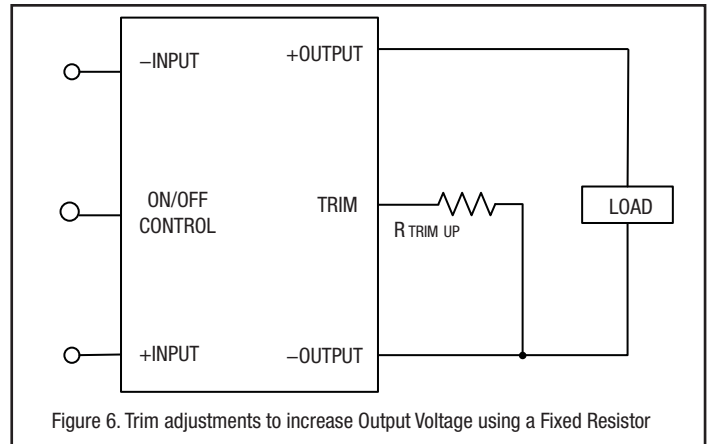 −INPUT
+OUTPUT
ON/OFF
CONTROL
TRIM
R TRIM UP
LOAD
+INPUT
−OUTPUT
Figure 6. Trim adjustments to increase Output Voltage using a Fixed Resistor